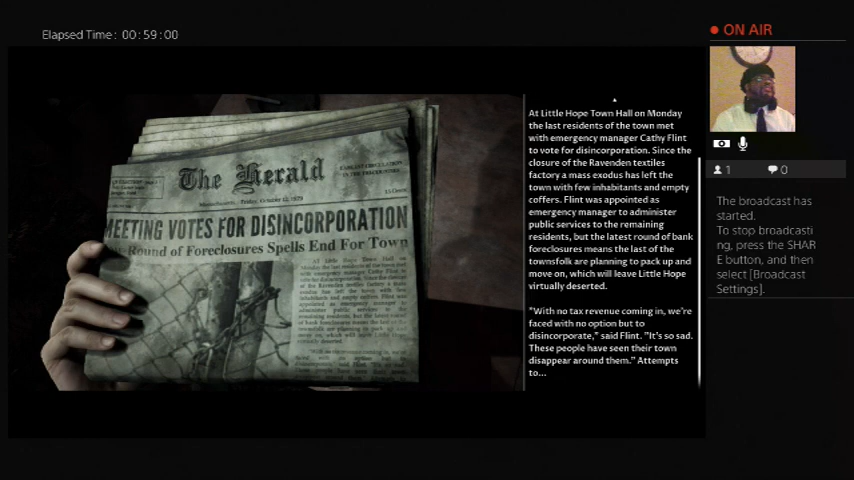 Elapsed Time: 00:59:00
ON AIR
The Herald
Massachusetts, Friday, October 12, 1973
15 Cents
MEETING VOTES FOR DISINCORPORATION
Round of Foreclosures Spells End For Town
At Little Hope Town Hall on Monday
the last residents of the town met
with emergency manager Cathy Flint
to vote for disincorporation. Since the
closure of the Ravenden textiles
factory a mass exodus has left the
town with few inhabitants and empty
coffers. Flint was appointed as
emergency manager to administer
public services to the remaining
residents, but the latest round of bank
foreclosures means the last of the
townsfolk are planning to pack up and
move on, which will leave Little Hope
virtually deserted.
"With no tax revenue coming in, we're
faced with no option but to
disincorporate," said Flint. "It's so sad.
These people have seen their town
disappear around them." Attempts
to...
1
0
The broadcast has
started.
To stop broadcasti
ng, press the SHAR
E button, and then
select [Broadcast
Settings].